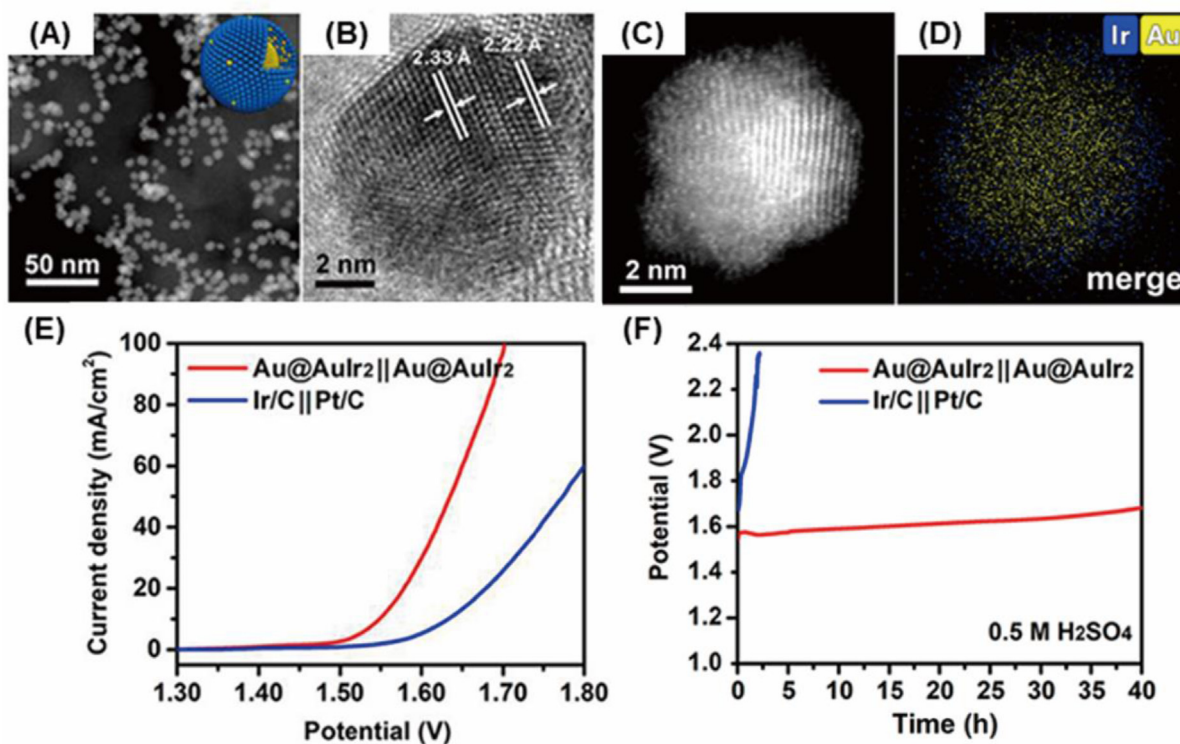 (A)
50 nm
(B)
2.33 Å
2.22 Å
2 nm
(C)
2 nm
(D)
Ir Au
merge
(E)
100
80
60
40
20
0
Current density (mA/cm²)
Au@AuIr₂||Au@AuIr₂
Ir/C||Pt/C
1.30 1.40 1.50 1.60 1.70 1.80
Potential (V)
(F)
2.4
2.2
2.0
1.8
1.6
1.4
1.2
1.0
Potential (V)
Au@AuIr₂||Au@AuIr₂
Ir/C||Pt/C
0.5 M H₂SO₄
0 5 10 15 20 25 30 35 40
Time (h)